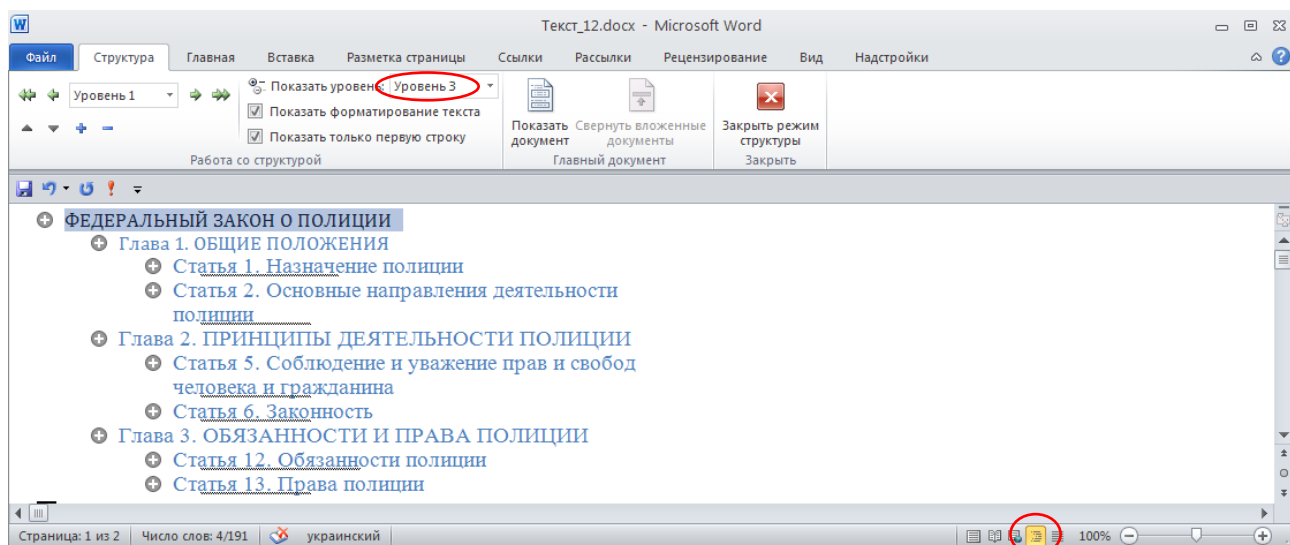 Текст_12.docx - Microsoft Word
Файл Структура Главная Вставка Разметка страницы Ссылки Рассылки Рецензирование Вид Надстройки
Уровень 1 Показать уровень: Уровень 3
Показать форматирование текста
Показать только первую строку
Показать документ
Свернуть вложенные документы
Закрыть режим структуры
Работа со структурой Главный документ Закрыть
ФЕДЕРАЛЬНЫЙ ЗАКОН О ПОЛИЦИИ
Глава 1. ОБЩИЕ ПОЛОЖЕНИЯ
Статья 1. Назначение полиции
Статья 2. Основные направления деятельности
полиции
Глава 2. ПРИНЦИПЫ ДЕЯТЕЛЬНОСТИ ПОЛИЦИИ
Статья 5. Соблюдение и уважение прав и свобод
человека и гражданина
Статья 6. Законность
Глава 3. ОБЯЗАННОСТИ И ПРАВА ПОЛИЦИИ
Статья 12. Обязанности полиции
Статья 13. Права полиции
Страница: 1 из 2 Число слов: 4/191 украинский 100%